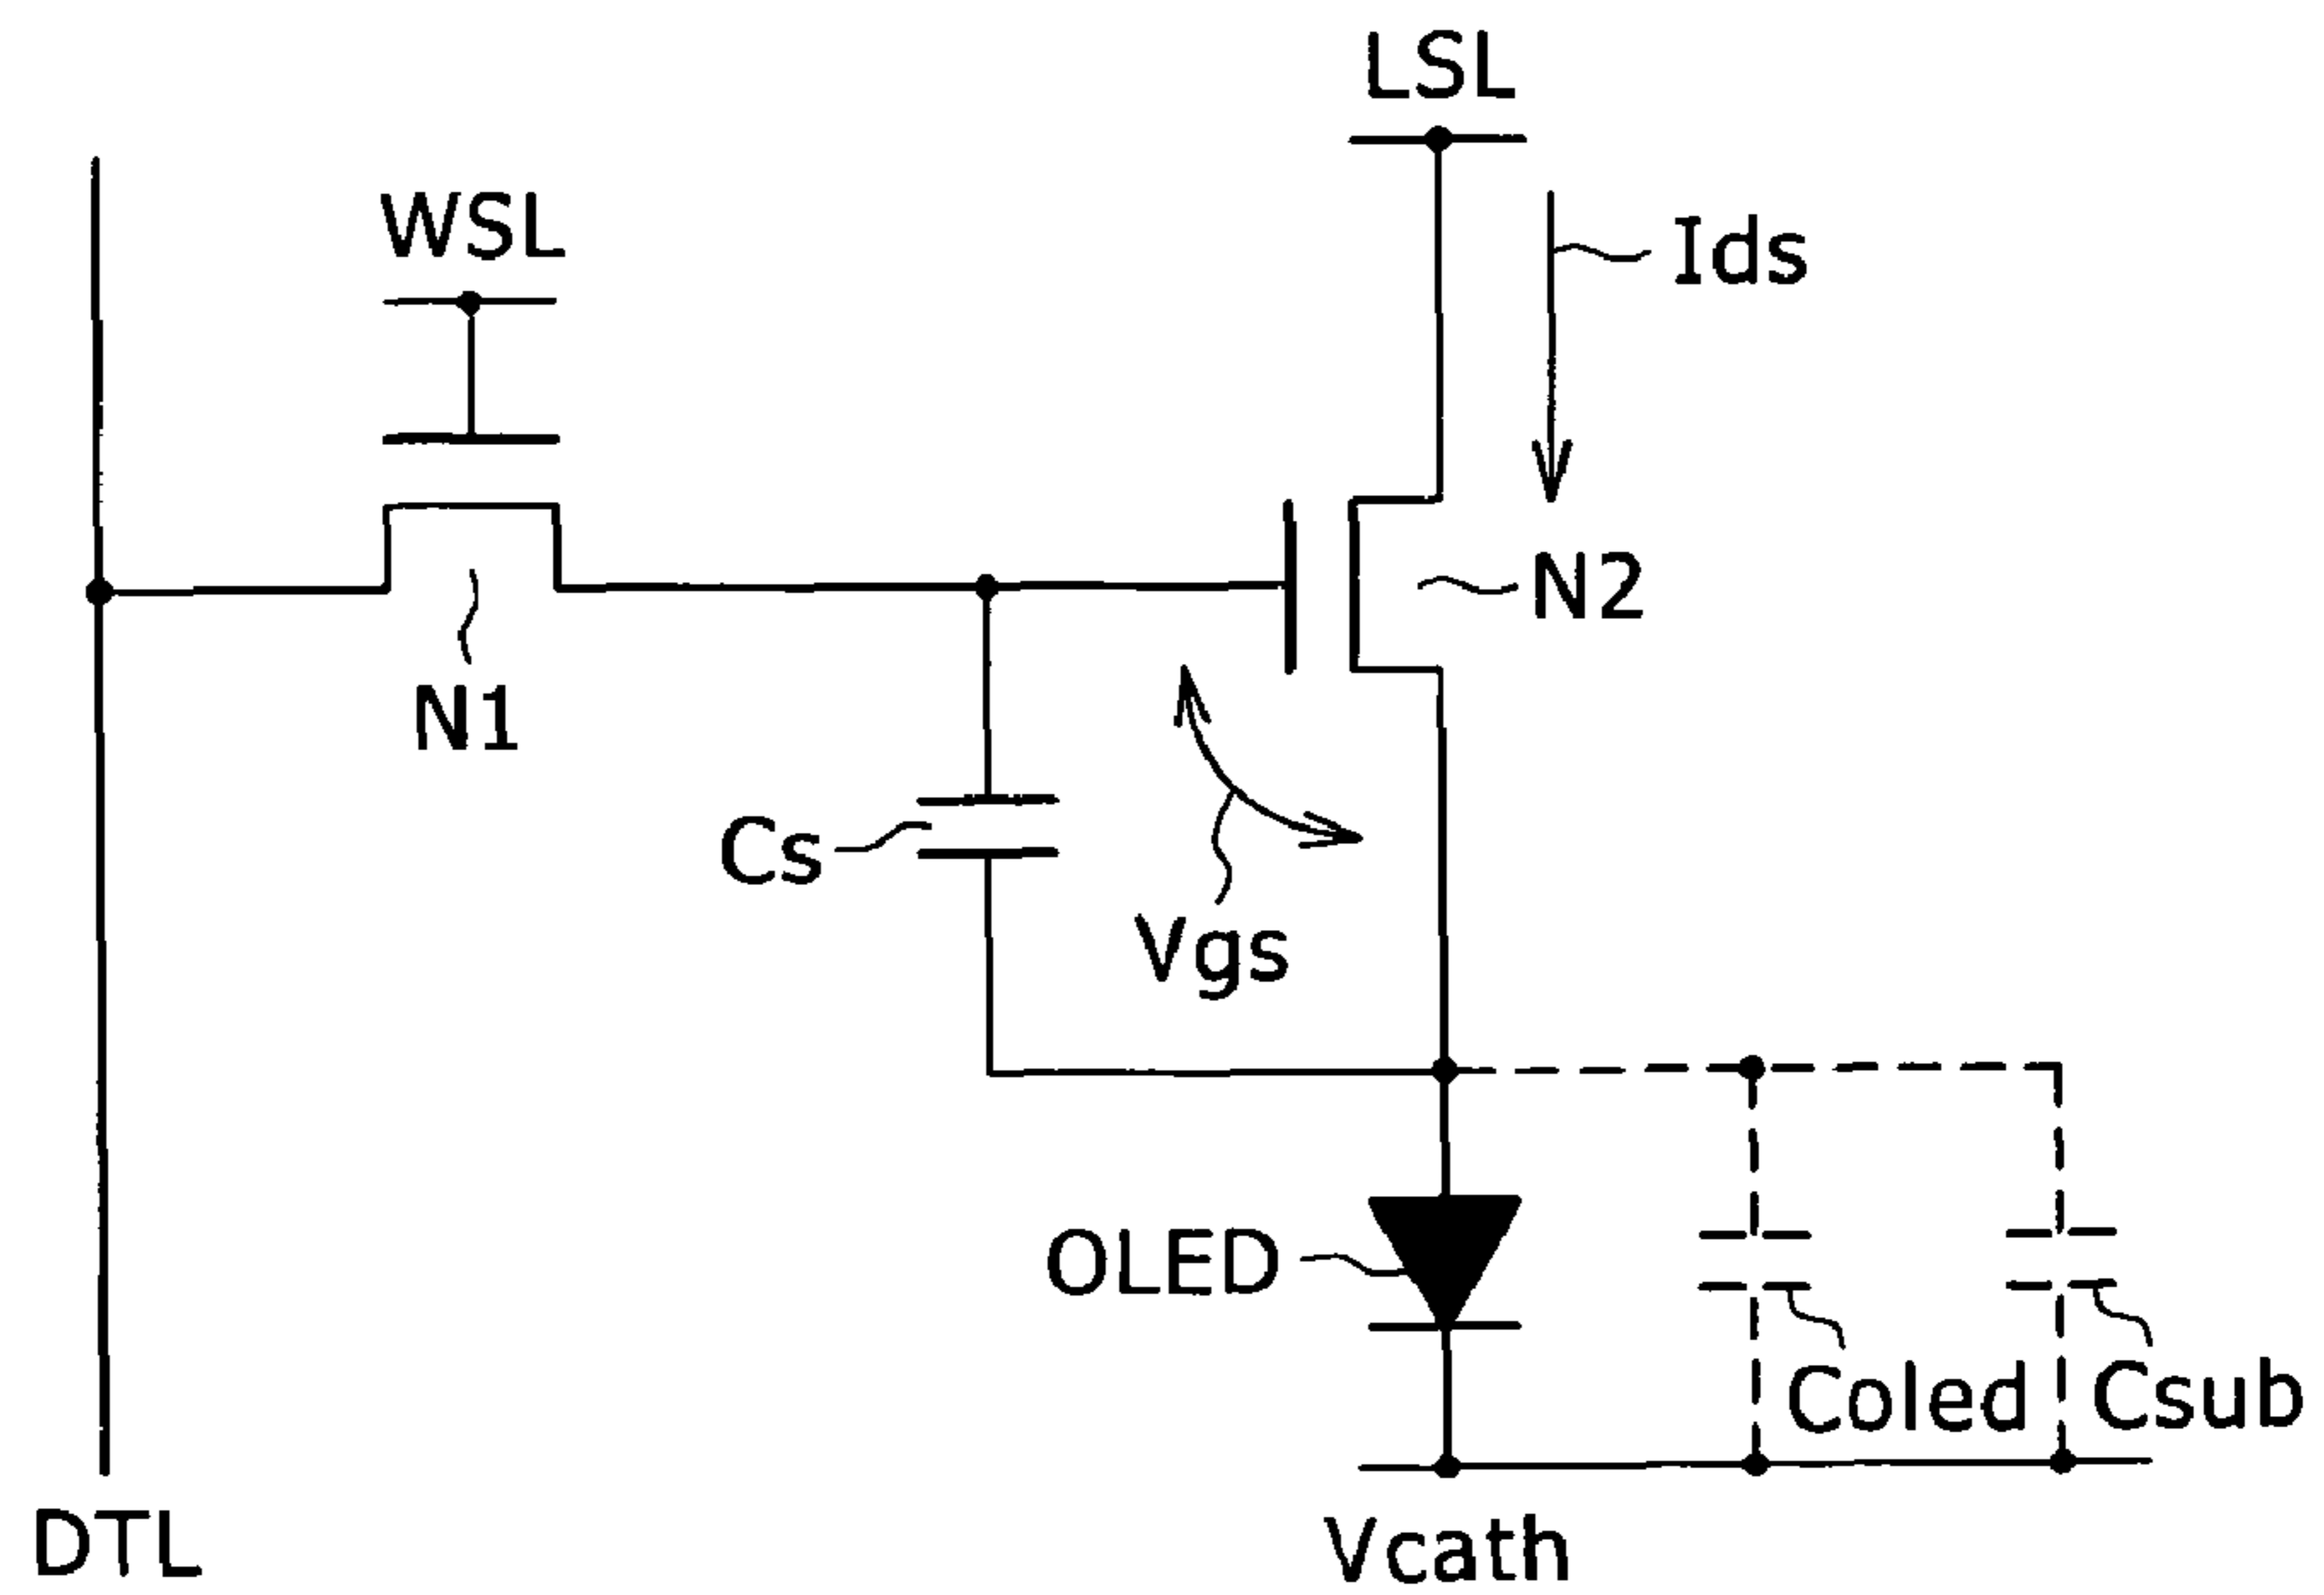 LSL
WSL
Ids
N2
N1
Cs
Vgs
OLED
Coled
Csub
DTL
Vcath